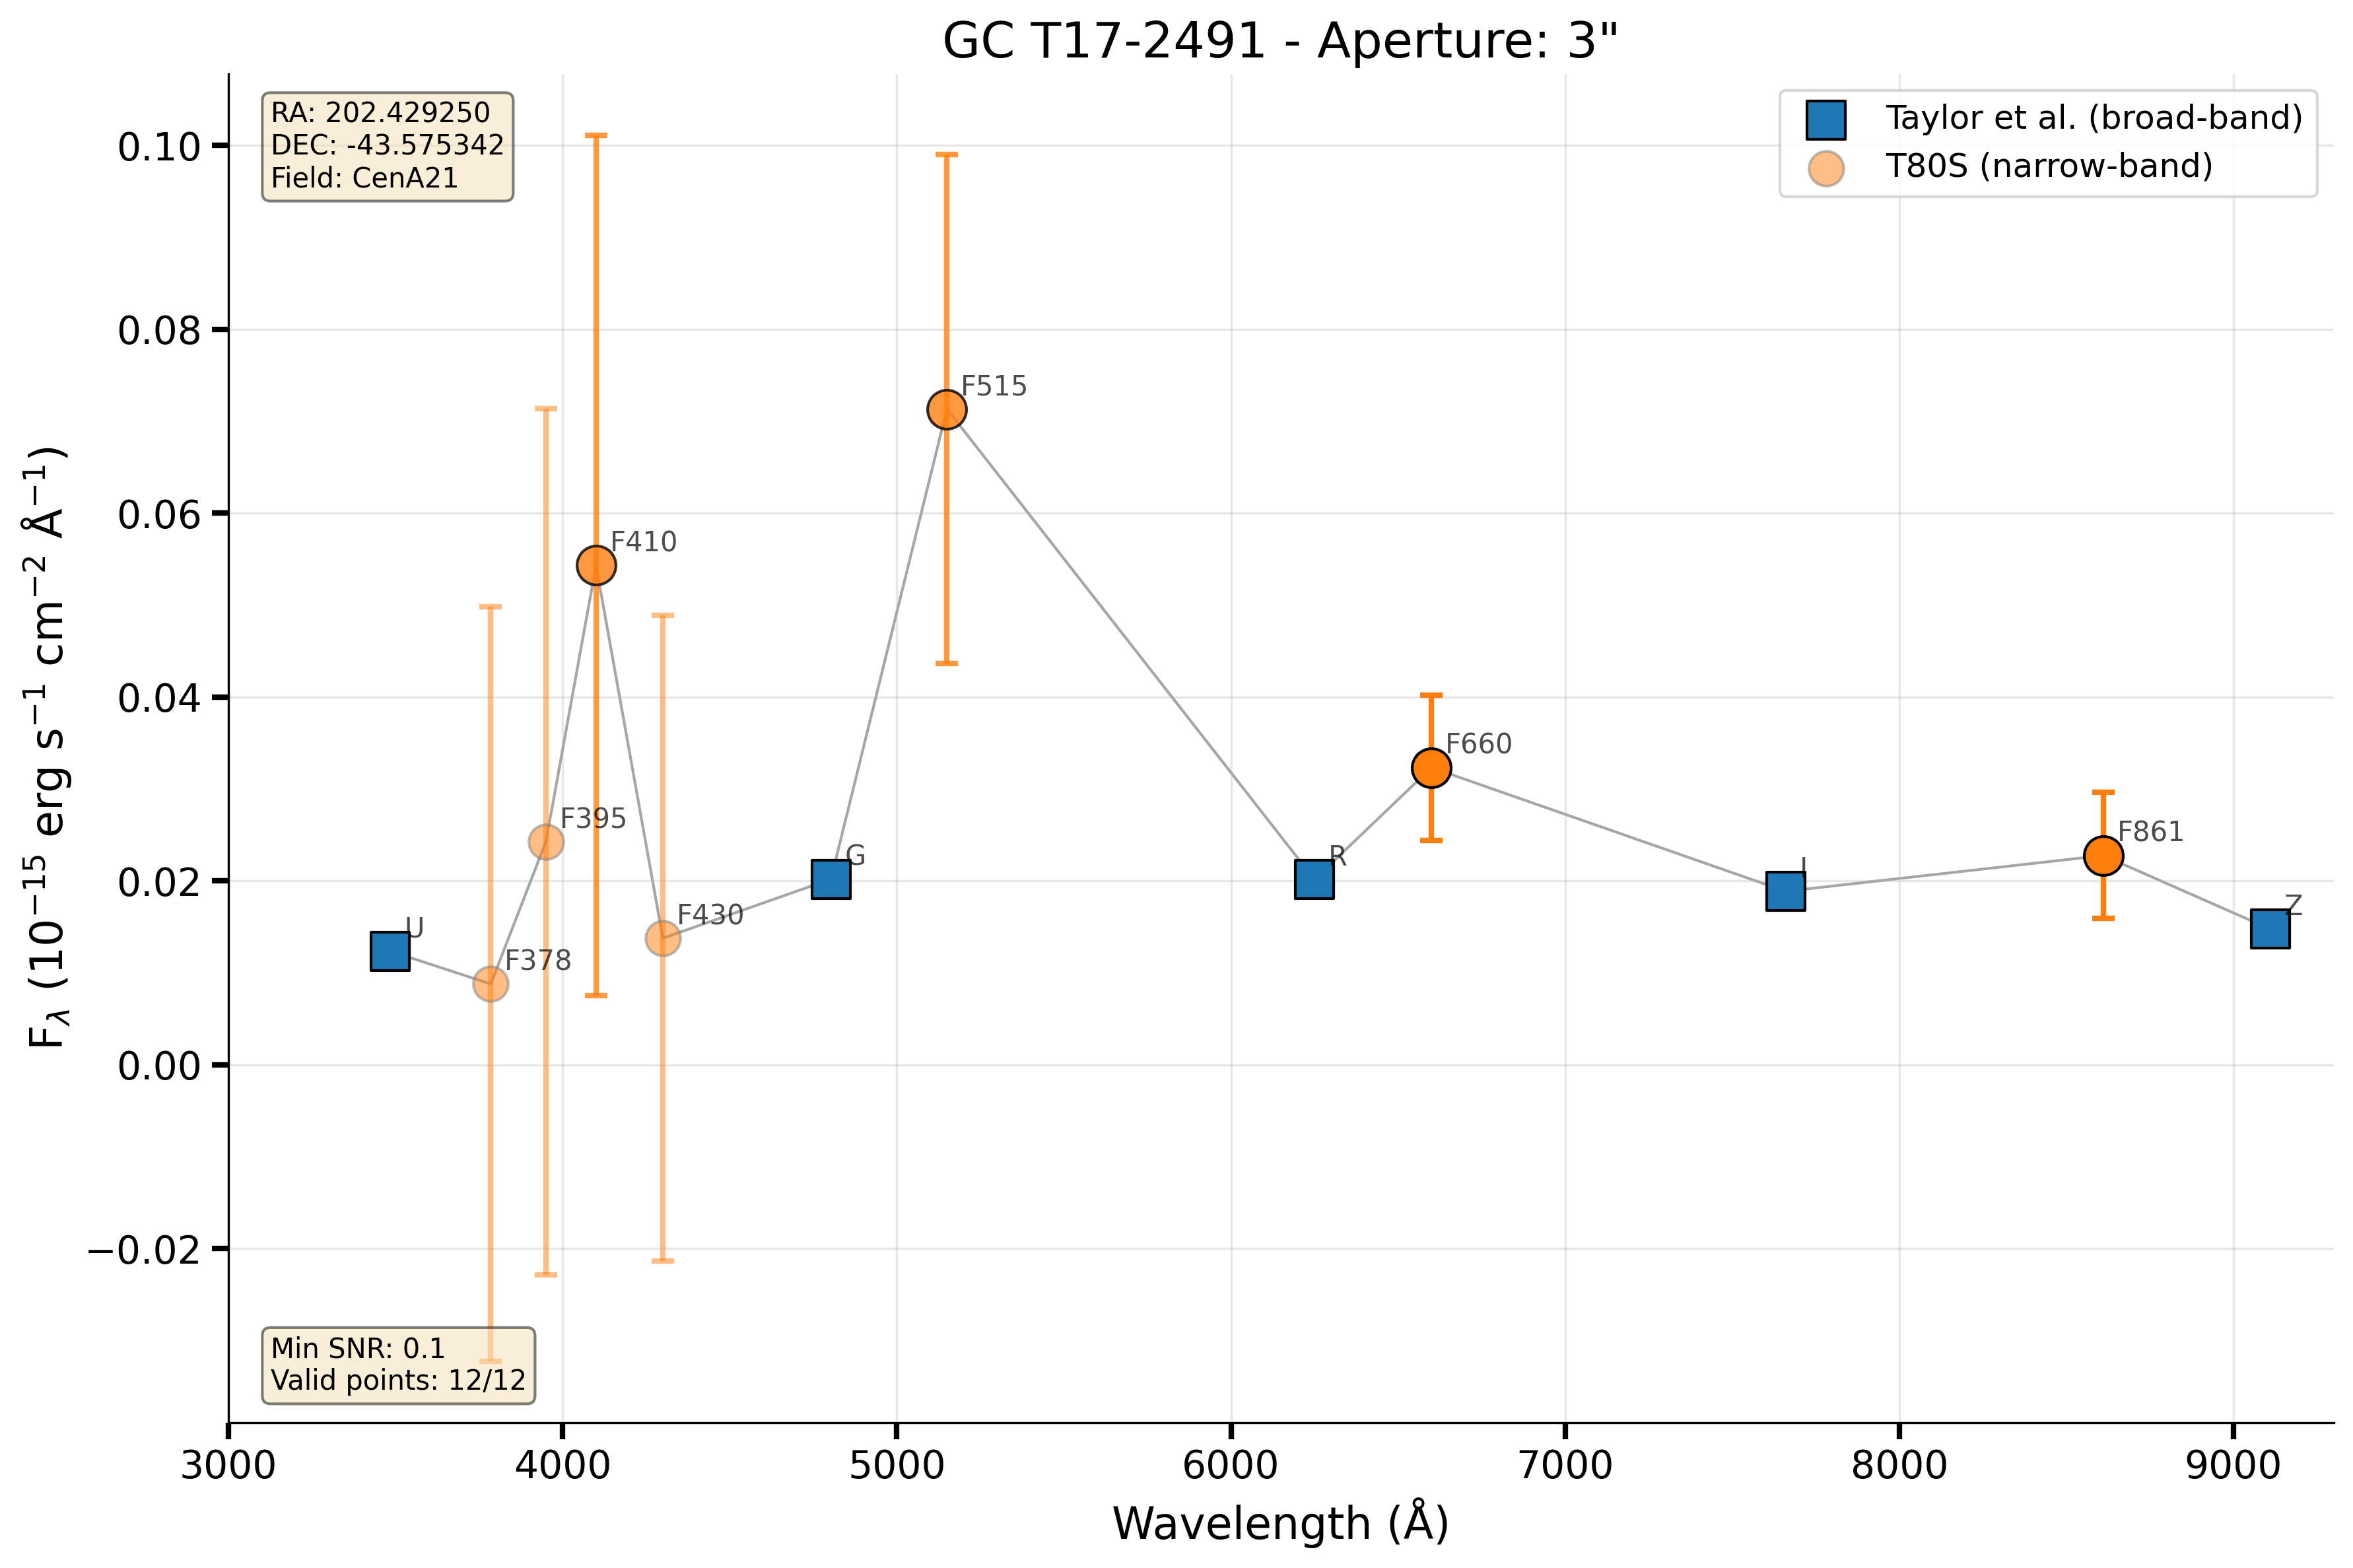 GC T17-2491 - Aperture: 3"
RA: 202.429250
DEC: -43.575342
Field: CenA21
Taylor et al. (broad-band)
T80S (narrow-band)
0.10
0.08
0.06
0.04
0.02
0.00
−0.02
F515
F410
F660
F395
F861
G
R
I
U
F430
Z
F378
Min SNR: 0.1
Valid points: 12/12
3000
4000
5000
6000
7000
8000
9000
Wavelength (Å)
Fλ (10⁻¹⁵ erg s⁻¹ cm⁻² Å⁻¹)